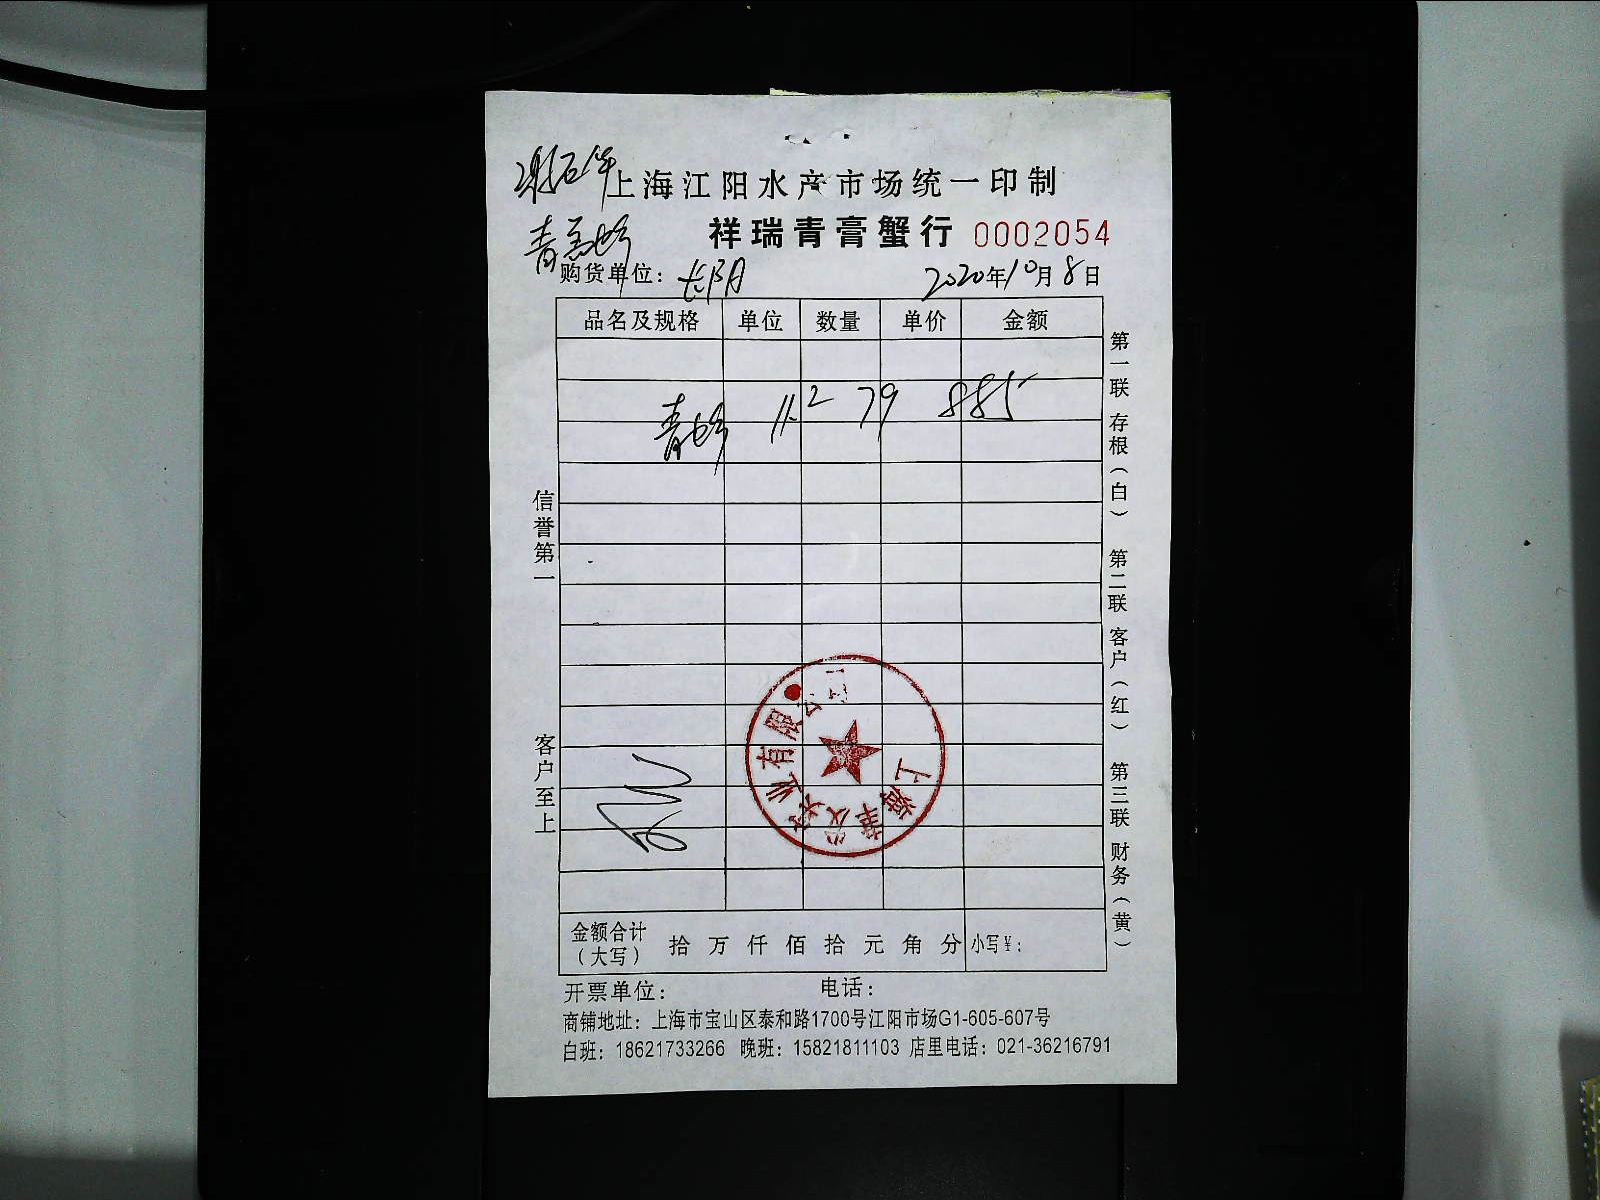 上海江阳水产市场统一印制
祥瑞青膏蟹行 0002054
购货单位：长阳 2020年10月8日
品名及规格 单位 数量 单价 金额
青 11.2 79 885
信誉第一
客户至上
第一联 存根（白） 第二联 客户（红） 第三联 财务（黄）
上海 业有限公司
金额合计（大写） 拾 万 仟 佰 拾 元 角 分 小写￥：
开票单位： 电话：
商铺地址：上海市宝山区泰和路1700号江阳市场G1-605-607号
白班：18621733266 晚班：15821811103 店里电话：021-36216791